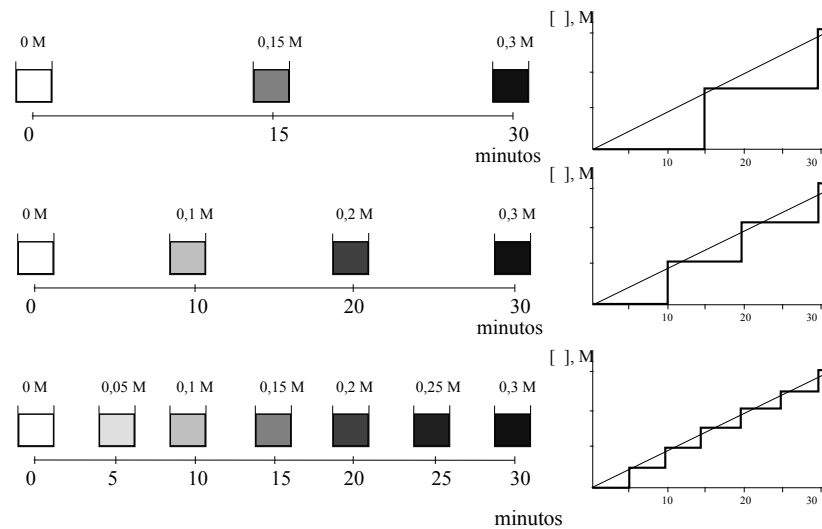 [ ], M
0 M 0,15 M 0,3 M
0 15 30
minutos
10 20 30
[ ], M
0 M 0,1 M 0,2 M 0,3 M
0 10 20 30
minutos
10 20 30
[ ], M
0 M 0,05 M 0,1 M 0,15 M 0,2 M 0,25 M 0,3 M
0 5 10 15 20 25 30
minutos
10 20 30